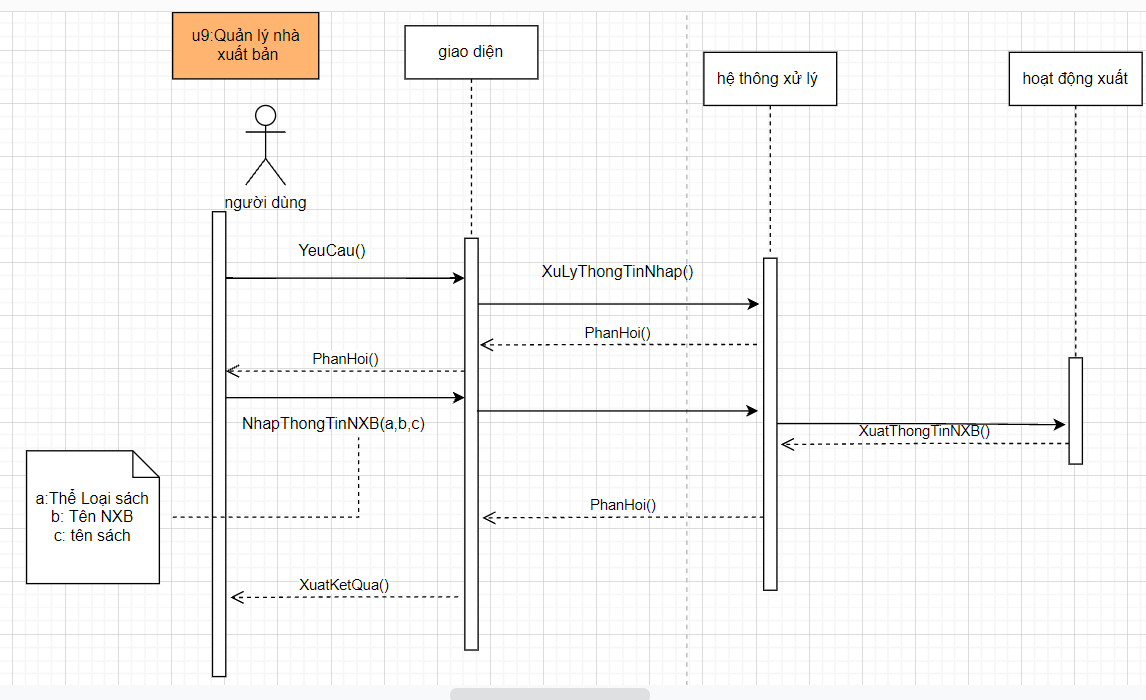 u9:Quản lý nhà
xuất bản
giao diện
hệ thông xử lý
hoạt động xuất
người dùng
YeuCau()
XuLyThongTinNhap()
PhanHoi()
PhanHoi()
NhapThongTinNXB(a,b,c)
XuatThongTinNXB()
a:Thể Loại sách
b: Tên NXB
c: tên sách
PhanHoi()
XuatKetQua()